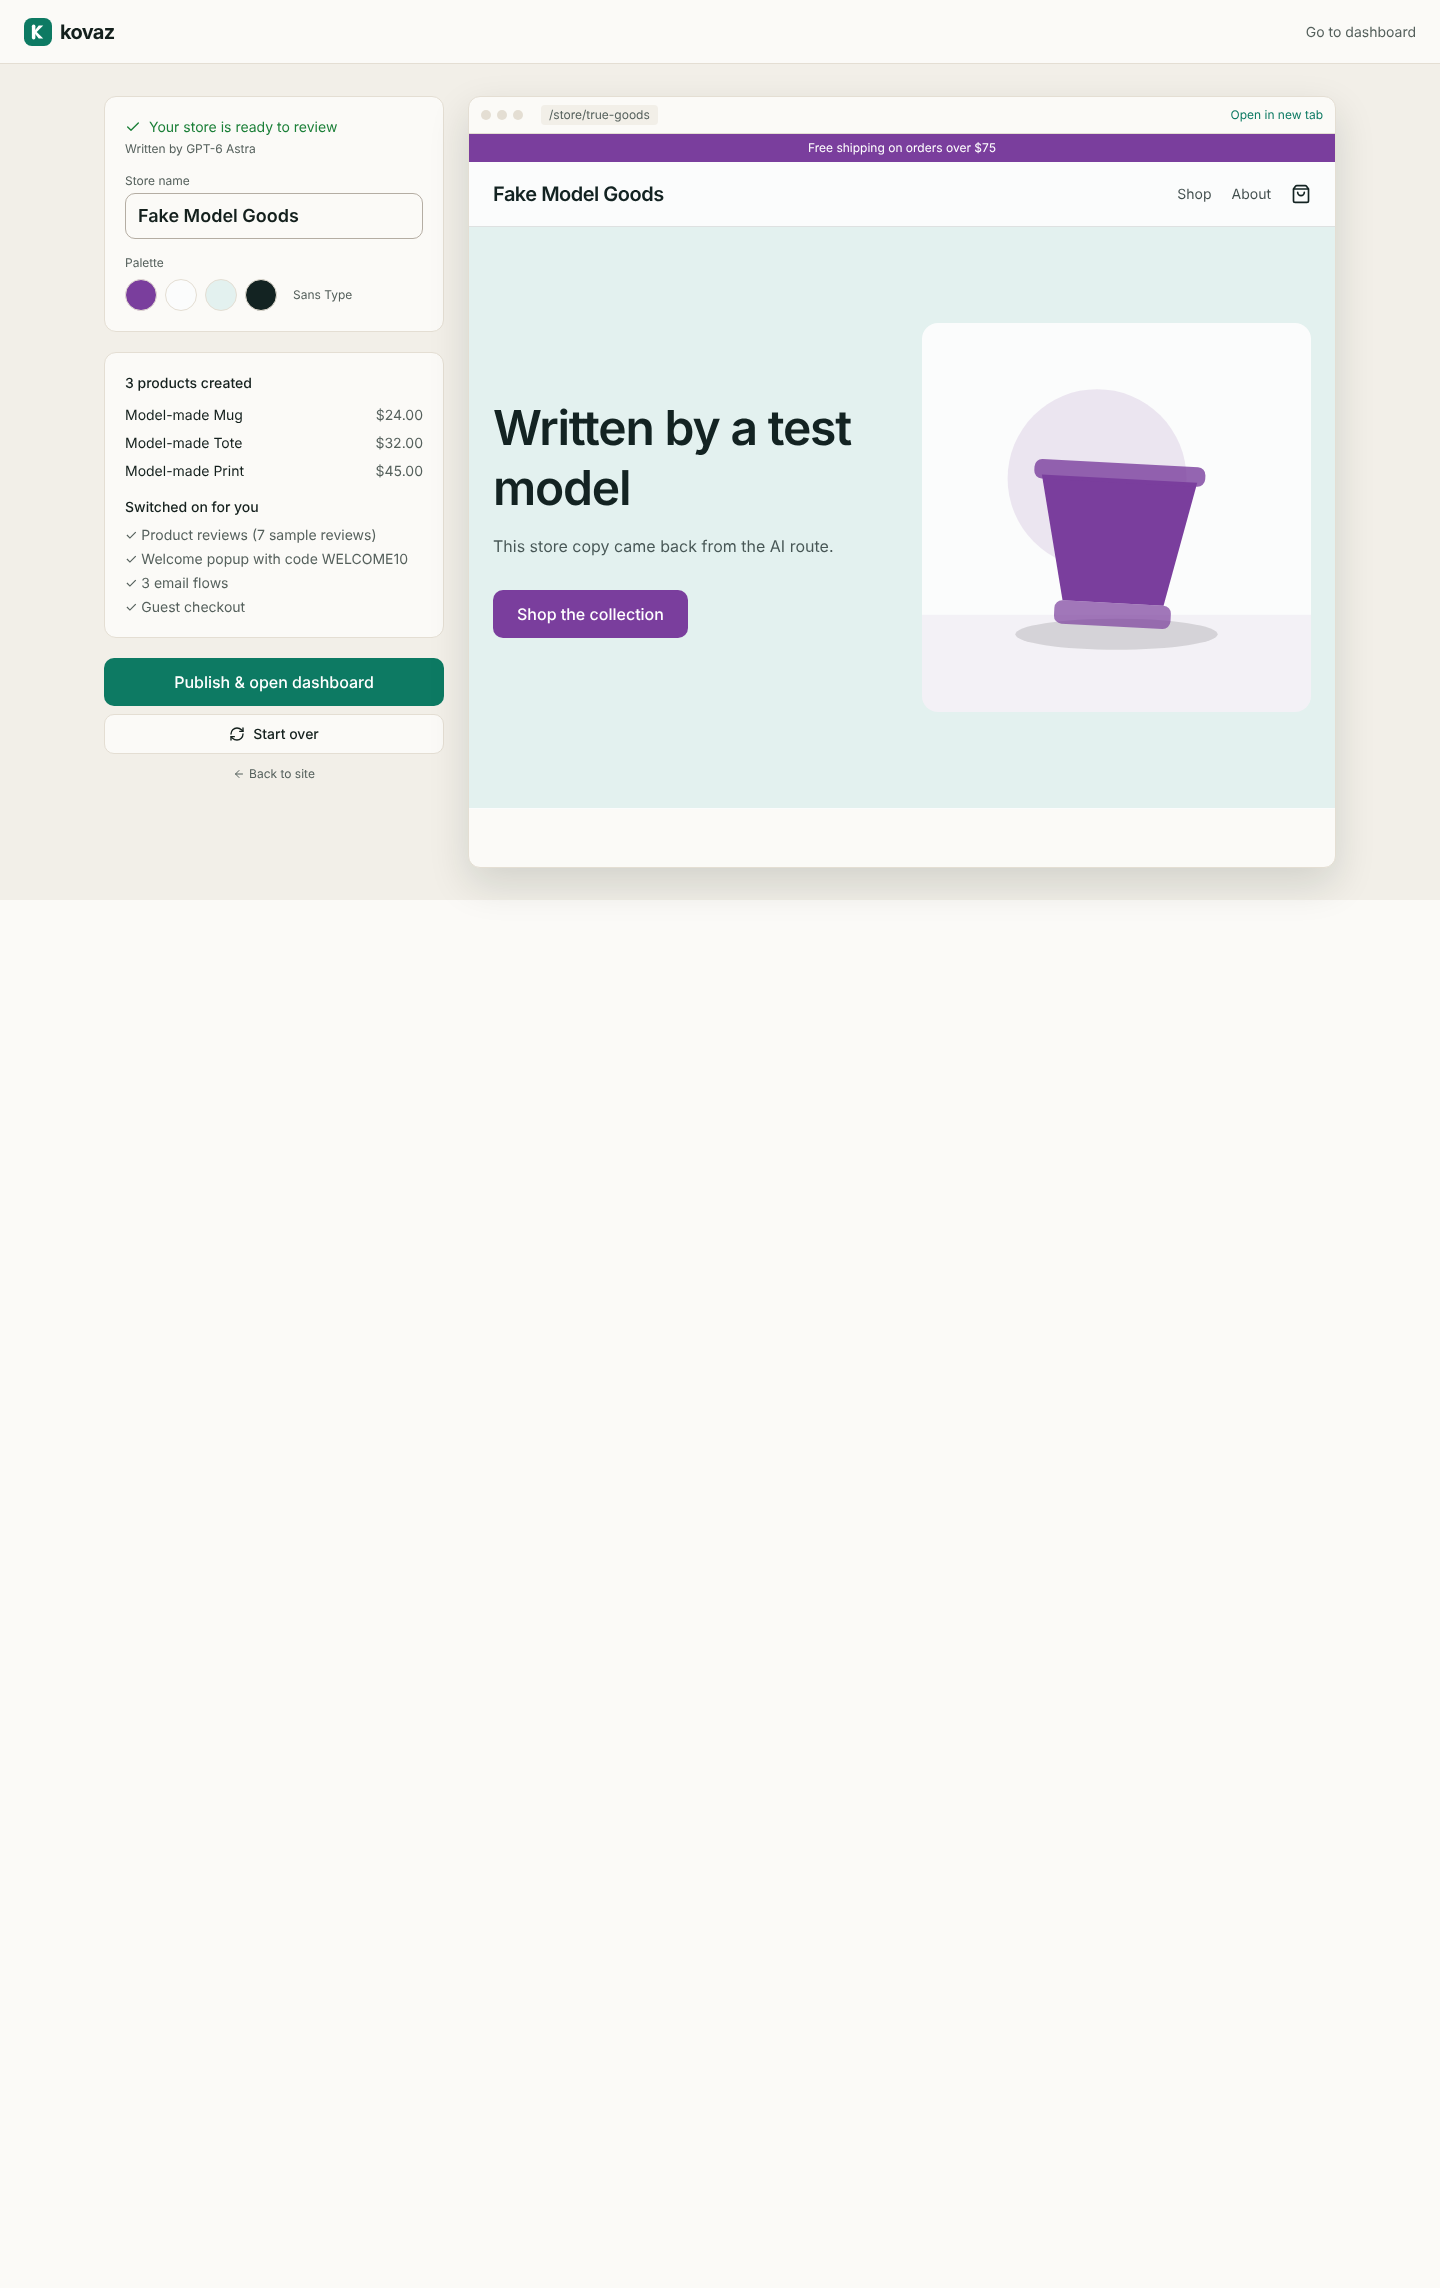 kovaz
Go to dashboard
Your store is ready to review
Written by GPT-6 Astra
Store name
Fake Model Goods
Palette
Sans Type
3 products created
Model-made Mug $24.00
Model-made Tote $32.00
Model-made Print $45.00
Switched on for you
✓ Product reviews (7 sample reviews)
✓ Welcome popup with code WELCOME10
✓ 3 email flows
✓ Guest checkout
Publish & open dashboard
Start over
← Back to site
/store/true-goods
Open in new tab
Free shipping on orders over $75
Fake Model Goods
Shop About
Written by a test
model
This store copy came back from the AI route.
Shop the collection